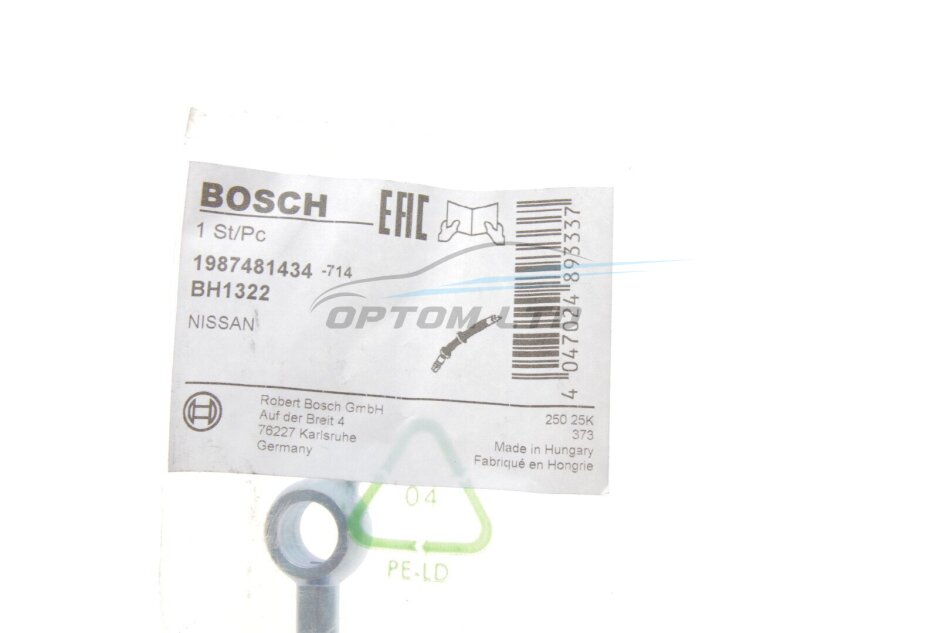 BOSCH
EAC
1 St/Pc
1987481434 -714
BH1322
NISSAN
OPTOM LTD
4 047024 893337
Robert Bosch GmbH
Auf der Breit 4
76227 Karlsruhe
Germany
250 25K
373
Made in Hungary
Fabriqué en Hongrie
04
PE-LD